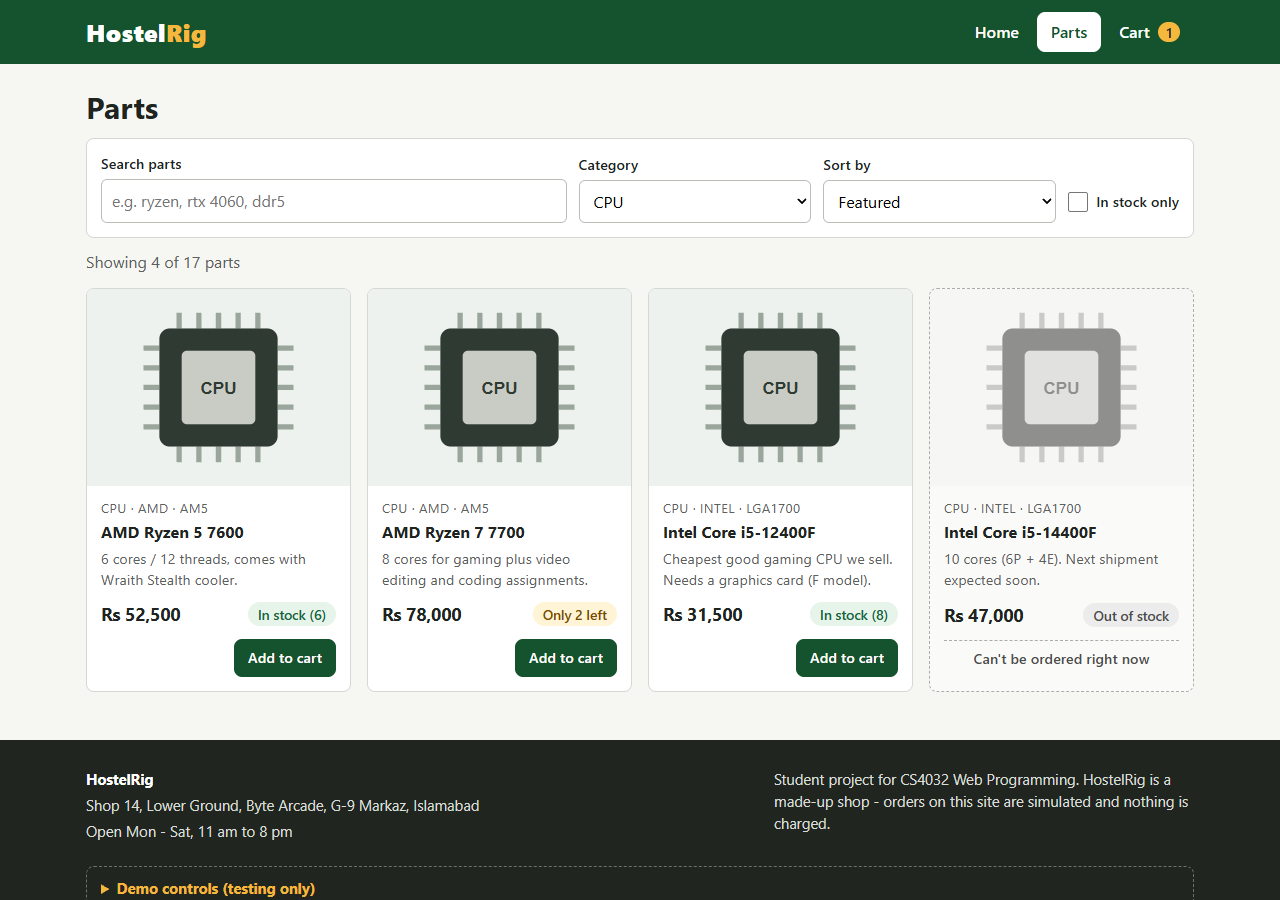 HostelRig
Home
Parts
Cart 1
Parts
Search parts
e.g. ryzen, rtx 4060, ddr5
Category
CPU
Sort by
Featured
In stock only
Showing 4 of 17 parts
CPU
CPU · AMD · AM5
AMD Ryzen 5 7600
6 cores / 12 threads, comes with
Wraith Stealth cooler.
Rs 52,500
In stock (6)
Add to cart
CPU
CPU · AMD · AM5
AMD Ryzen 7 7700
8 cores for gaming plus video
editing and coding assignments.
Rs 78,000
Only 2 left
Add to cart
CPU
CPU · INTEL · LGA1700
Intel Core i5-12400F
Cheapest good gaming CPU we sell.
Needs a graphics card (F model).
Rs 31,500
In stock (8)
Add to cart
CPU
CPU · INTEL · LGA1700
Intel Core i5-14400F
10 cores (6P + 4E). Next shipment
expected soon.
Rs 47,000
Out of stock
Can't be ordered right now
HostelRig
Shop 14, Lower Ground, Byte Arcade, G-9 Markaz, Islamabad
Open Mon - Sat, 11 am to 8 pm
Student project for CS4032 Web Programming. HostelRig is a
made-up shop - orders on this site are simulated and nothing is
charged.
Demo controls (testing only)